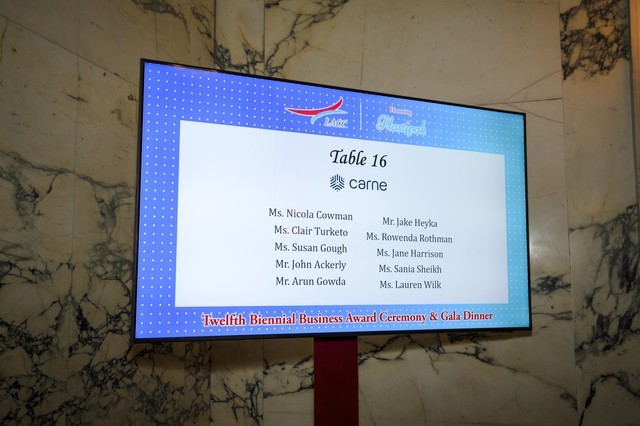 LACC
Table 16
carne
Ms. Nicola Cowman
Ms. Clair Turketo
Ms. Susan Gough
Mr. John Ackerly
Mr. Arun Gowda
Mr. Jake Heyka
Ms. Rowenda Rothman
Ms. Jane Harrison
Ms. Sania Sheikh
Ms. Lauren Wilk
Twelfth Biennial Business Award Ceremony & Gala Dinner